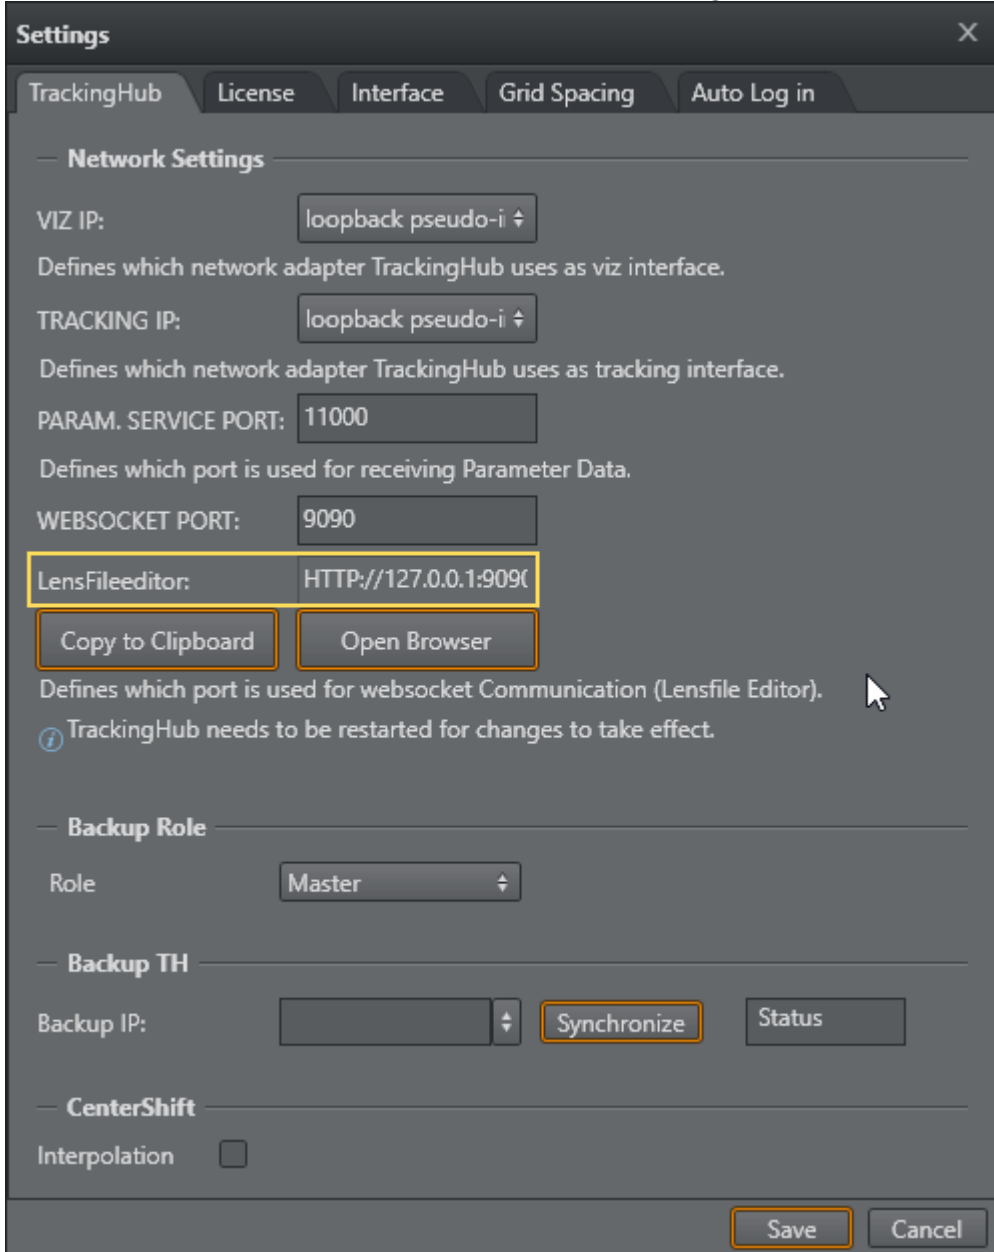 Settings
TrackingHub License Interface Grid Spacing Auto Log in
Network Settings
VIZ IP: loopback pseudo-i
Defines which network adapter TrackingHub uses as viz interface.
TRACKING IP: loopback pseudo-i
Defines which network adapter TrackingHub uses as tracking interface.
PARAM. SERVICE PORT: 11000
Defines which port is used for receiving Parameter Data.
WEBSOCKET PORT: 9090
LensFileeditor: HTTP://127.0.0.1:9090
Copy to Clipboard Open Browser
Defines which port is used for websocket Communication (Lensfile Editor).
TrackingHub needs to be restarted for changes to take effect.
Backup Role
Role Master
Backup TH
Backup IP: Synchronize Status
CenterShift
Interpolation
Save Cancel